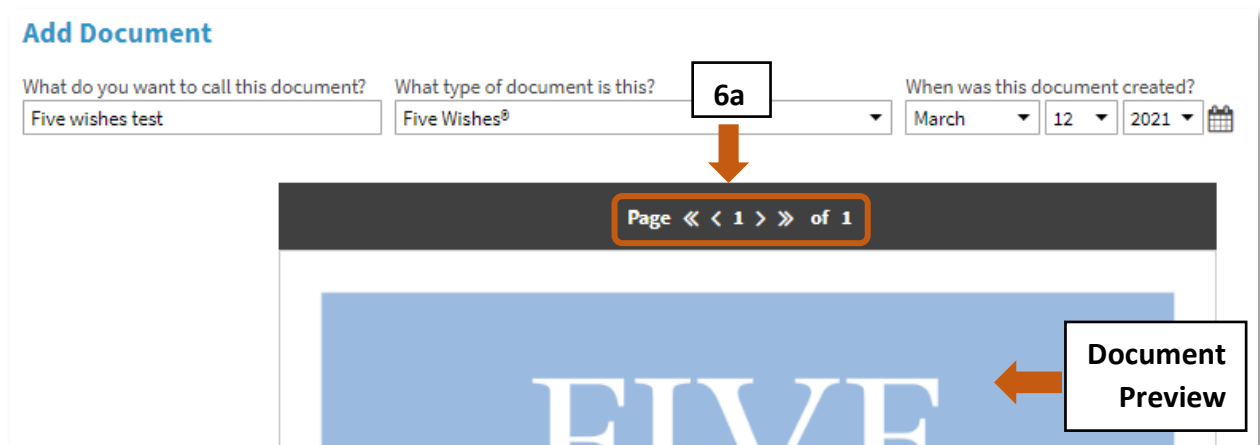 Add Document
What do you want to call this document? What type of document is this? When was this document created?
6a
Five wishes test Five Wishes® March 12 2021
Page « < 1 > » of 1
Document
Preview
FIVE